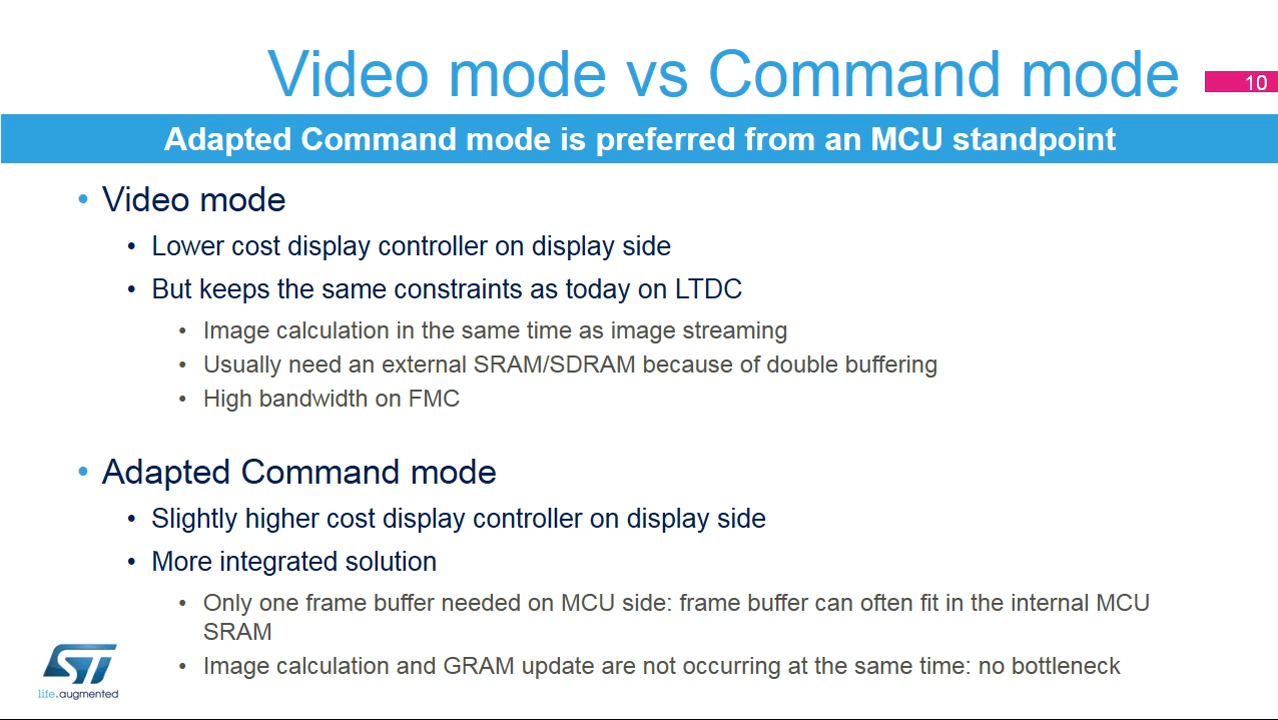 Video mode vs Command mode
10
Adapted Command mode is preferred from an MCU standpoint
• Video mode
• Lower cost display controller on display side
• But keeps the same constraints as today on LTDC
• Image calculation in the same time as image streaming
• Usually need an external SRAM/SDRAM because of double buffering
• High bandwidth on FMC
• Adapted Command mode
• Slightly higher cost display controller on display side
• More integrated solution
• Only one frame buffer needed on MCU side: frame buffer can often fit in the internal MCU
SRAM
• Image calculation and GRAM update are not occurring at the same time: no bottleneck
ST
life.augmented